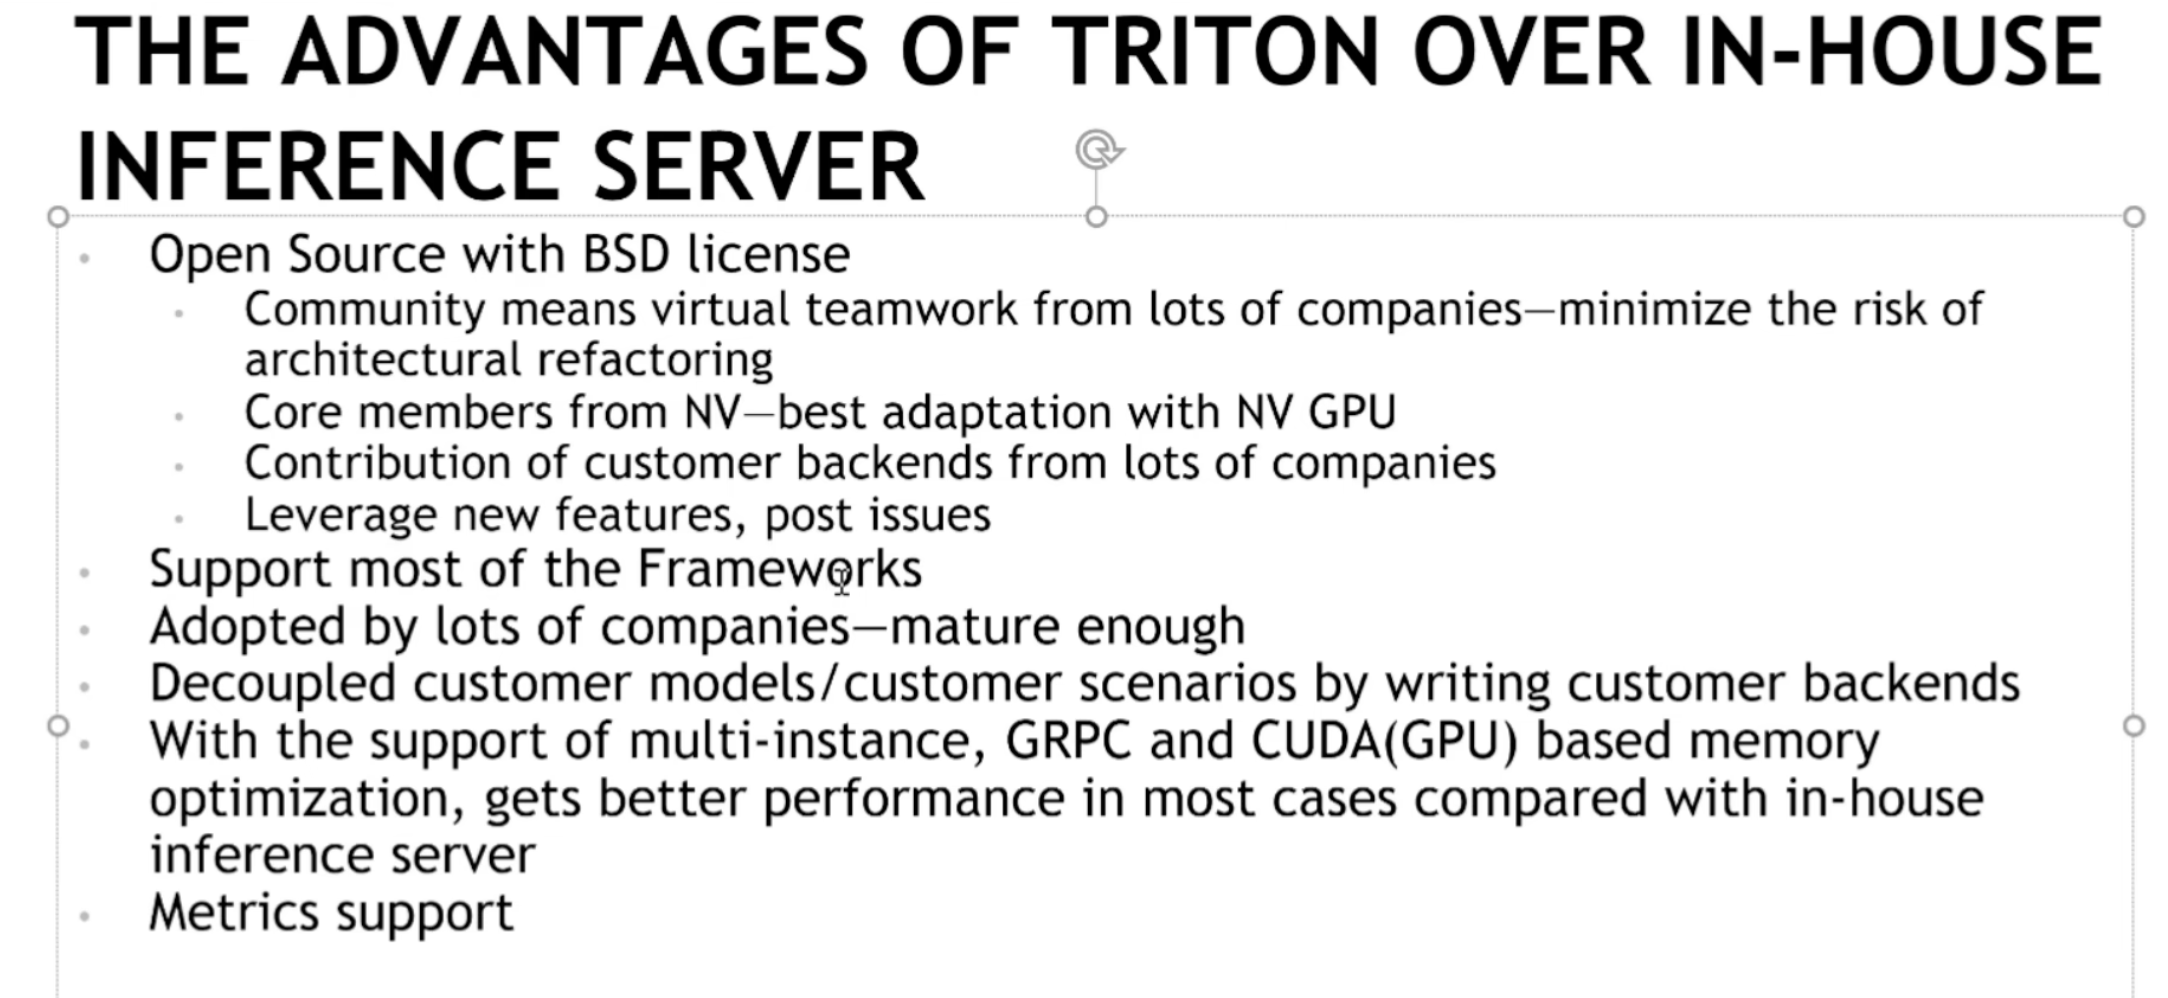 THE ADVANTAGES OF TRITON OVER IN-HOUSE
INFERENCE SERVER
Open Source with BSD license
Community means virtual teamwork from lots of companies—minimize the risk of
architectural refactoring
Core members from NV—best adaptation with NV GPU
Contribution of customer backends from lots of companies
Leverage new features, post issues
Support most of the Frameworks
Adopted by lots of companies—mature enough
Decoupled customer models/customer scenarios by writing customer backends
With the support of multi-instance, GRPC and CUDA(GPU) based memory
optimization, gets better performance in most cases compared with in-house
inference server
Metrics support